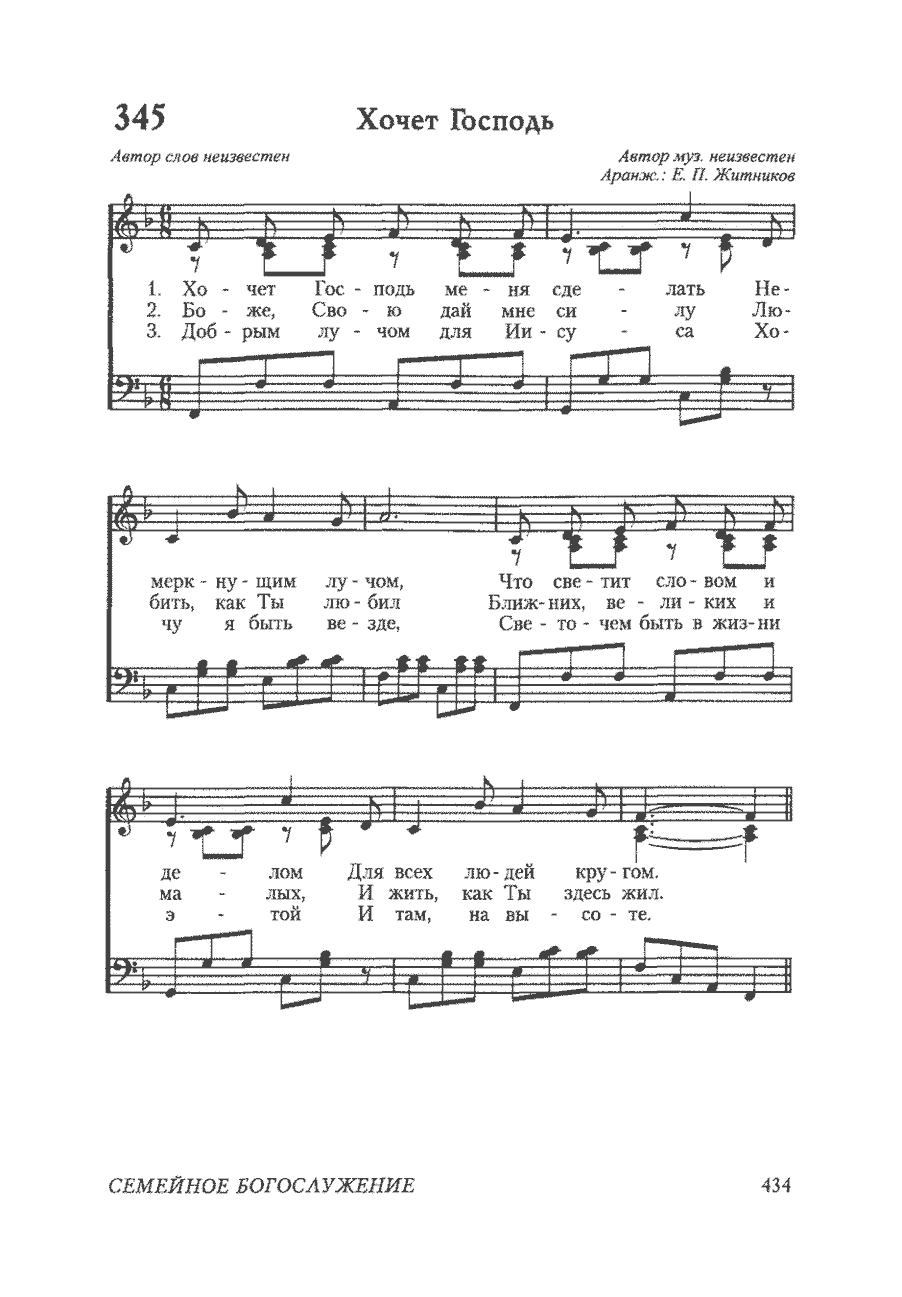 345 Хочет Господь
Автор слов неизвестен Автор муз. неизвестен
Аранж.: Е. П. Житников
1. Хо - чет Гос - подь ме - ня сде - лать Не-
2. Бо - же, Сво - ю дай мне си - лу Лю-
3. Доб - рым лу - чом для Ии - су - са Хо-
мерк - ну - щим лу - чом, Что све - тит сло - вом и
бить, как Ты лю - бил Ближ- них, ве - ли - ких и
чу я быть ве - зде, Све - то - чем быть в жиз - ни
де - лом Для всех лю - дей кру - гом.
ма - лых, И жить, как Ты здесь жил.
э - той И там, на вы - со - те.
СЕМЕЙНОЕ БОГОСЛУЖЕНИЕ 434